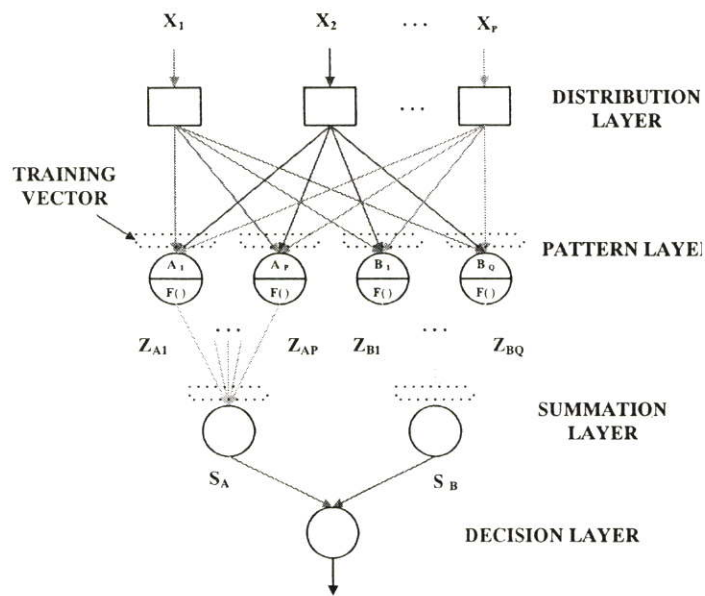 X1 X2 ... XP
DISTRIBUTION
LAYER
...
TRAINING
VECTOR
PATTERN LAYE
A1 AP B1 BQ
F() F() F() F()
... ...
ZA1 ZAP ZB1 ZBQ
SUMMATION
LAYER
SA SB
DECISION LAYER